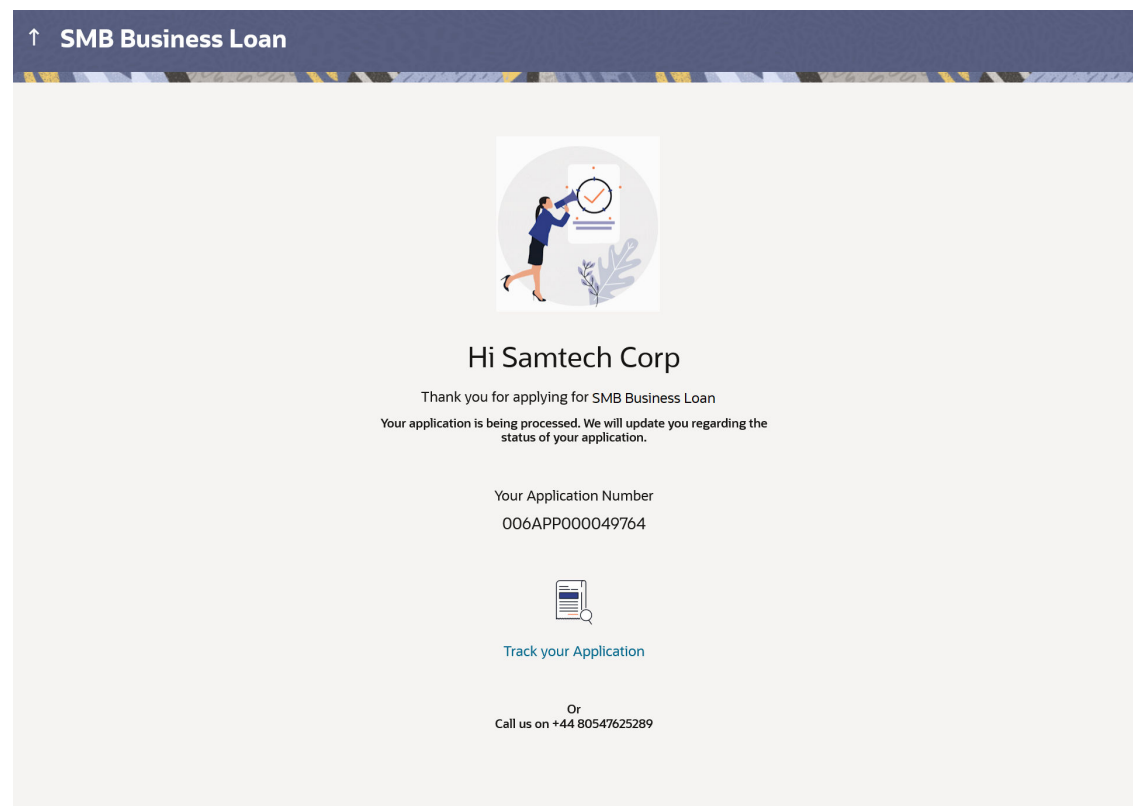 ↑ SMB Business Loan
Hi Samtech Corp
Thank you for applying for SMB Business Loan
Your application is being processed. We will update you regarding the
status of your application.
Your Application Number
006APP000049764
Track your Application
Or
Call us on +44 80547625289